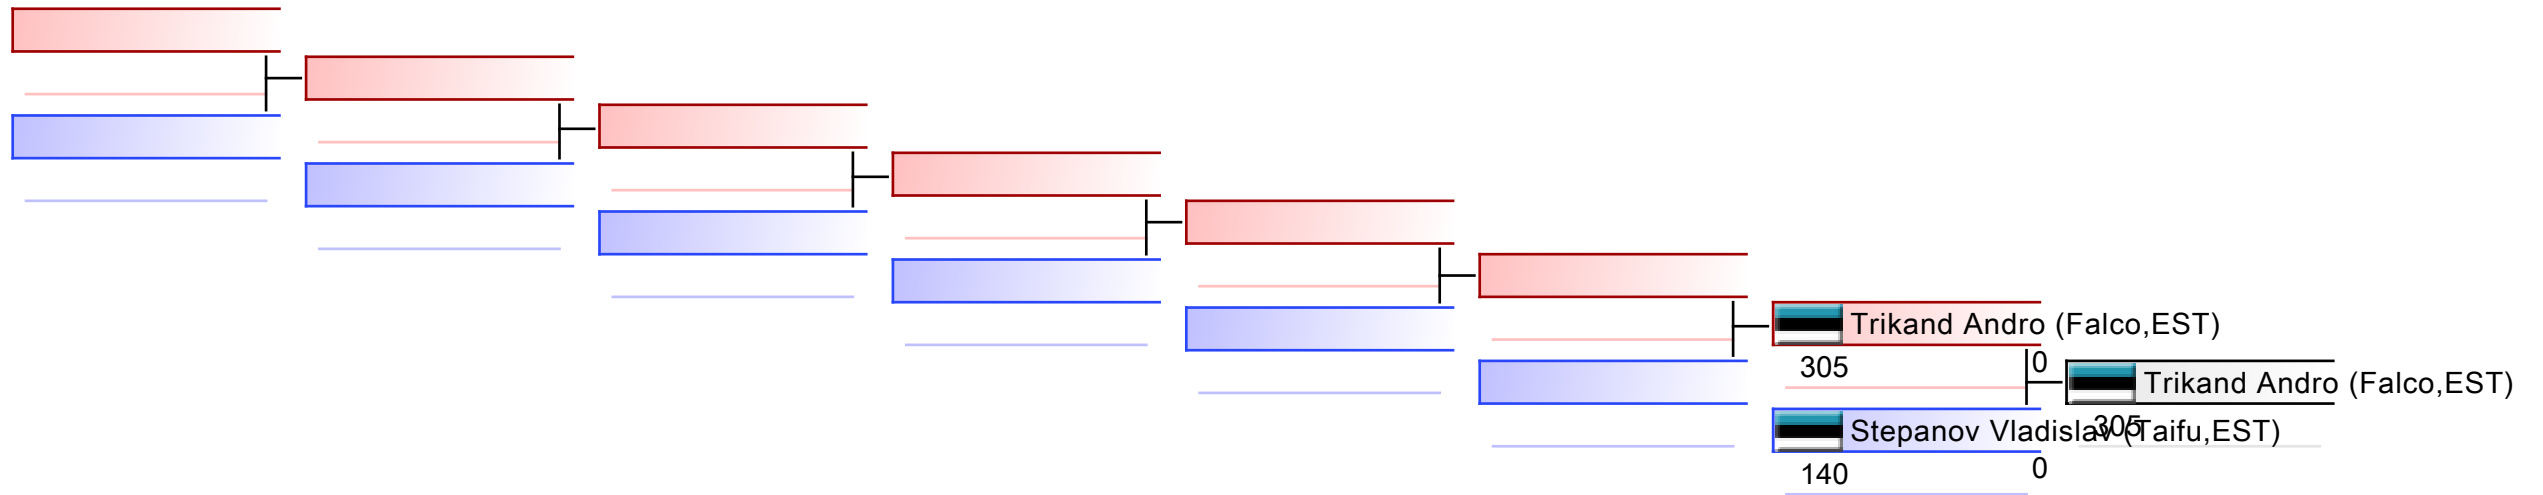 Trikand Andro (Falco,EST)
305
0
Trikand Andro (Falco,EST)
305
Stepanov Vladislav (Taifu,EST)
140
0